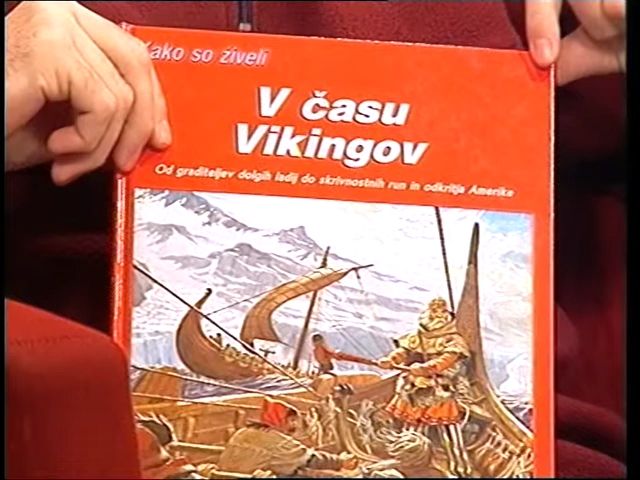 Kako so živeli
V času
Vikingov
Od graditeljev dolgih ladij do skrivnostnih run in odkritja Amerike